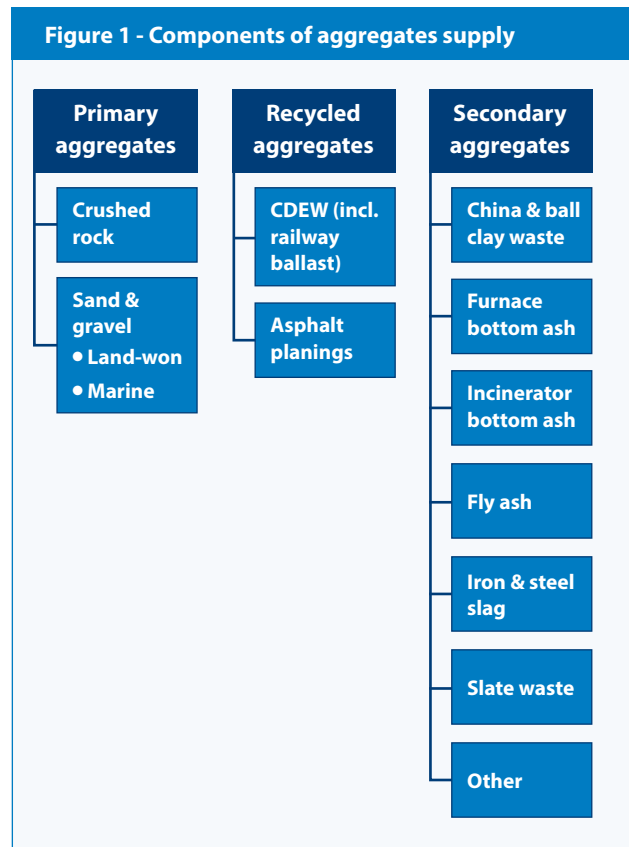 Figure 1 - Components of aggregates supply
Primary
aggregates
Crushed
rock
Sand &
gravel
• Land-won
• Marine
Recycled
aggregates
CDEW (incl.
railway
ballast)
Asphalt
planings
Secondary
aggregates
China & ball
clay waste
Furnace
bottom ash
Incinerator
bottom ash
Fly ash
Iron & steel
slag
Slate waste
Other